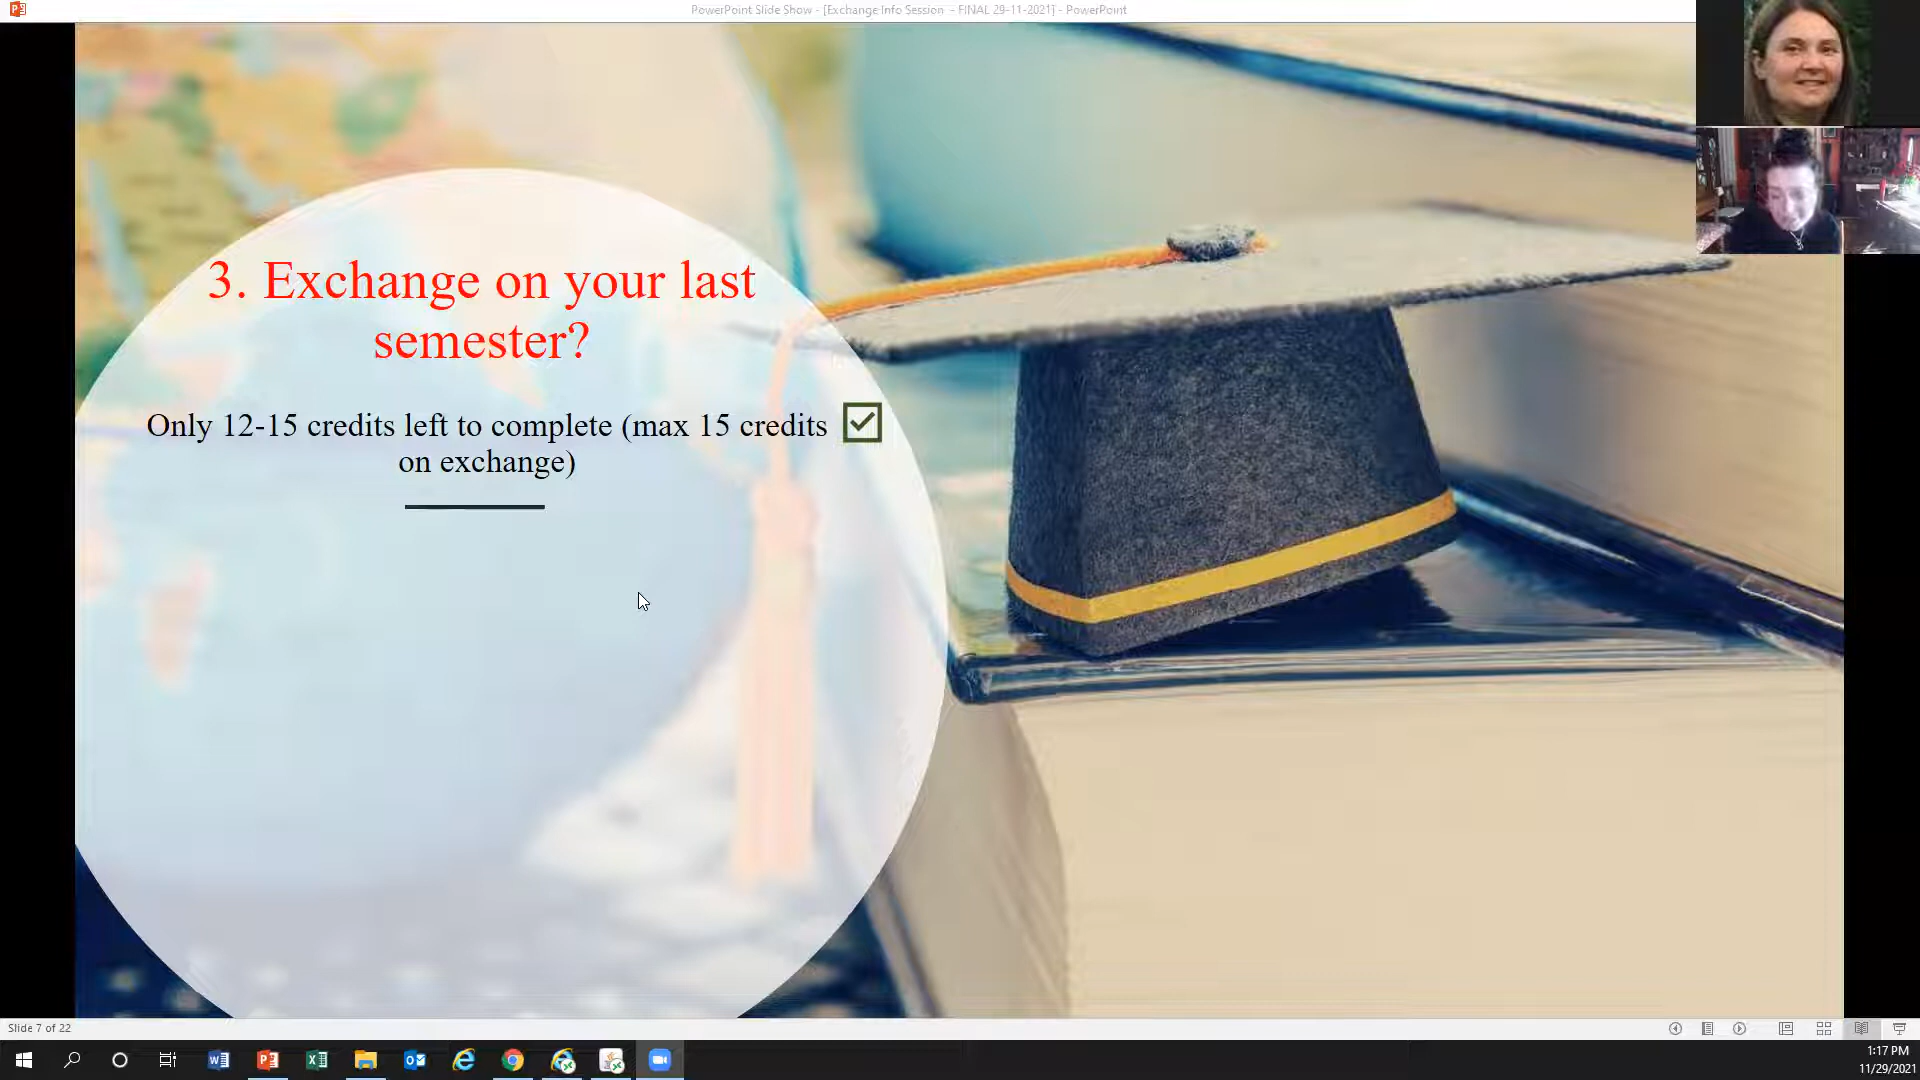 PowerPoint Slide Show - [Exchange Info Session - FINAL 29-11-2021] - PowerPoint
3. Exchange on your last
semester?
Only 12-15 credits left to complete (max 15 credits
on exchange)
Slide 7 of 22
1:17 PM
11/29/2021